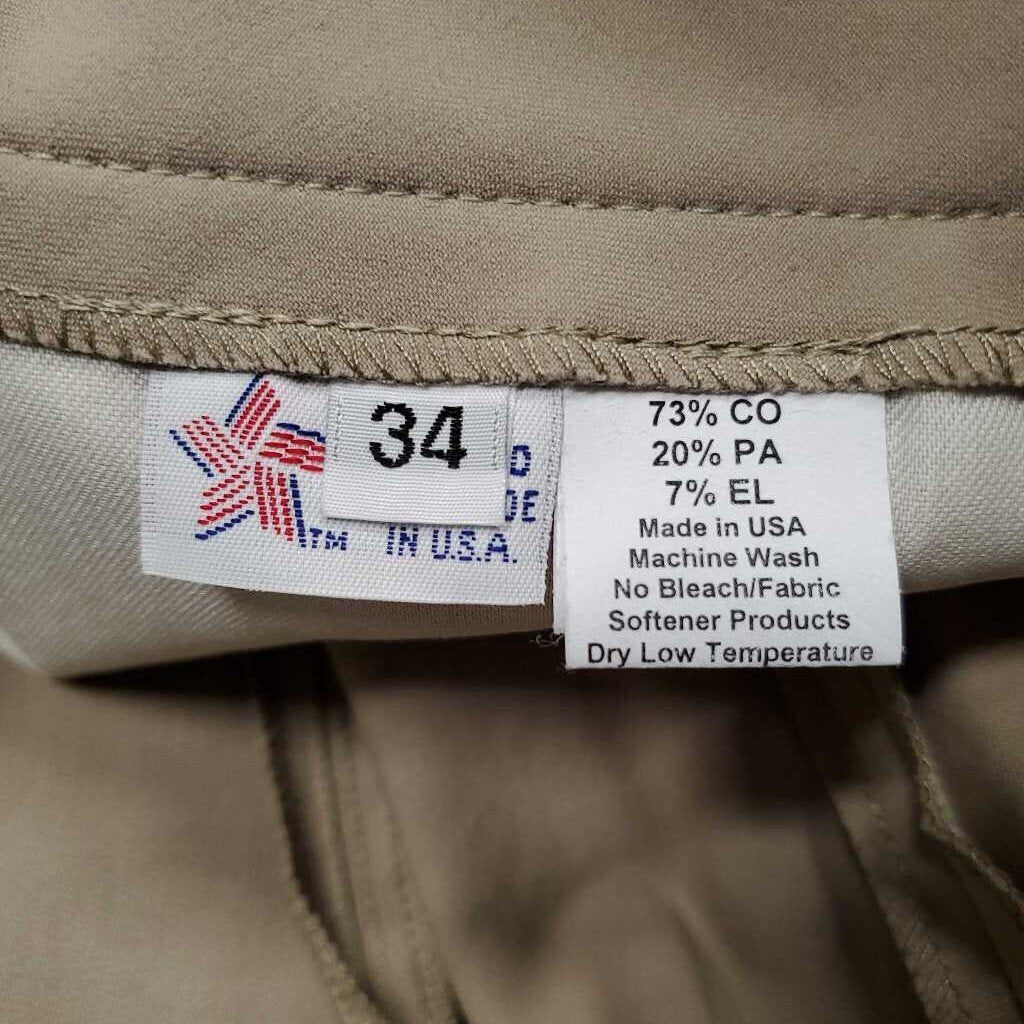 34
TM IN U.S.A.
73% CO
20% PA
7% EL
Made in USA
Machine Wash
No Bleach/Fabric
Softener Products
Dry Low Temperature